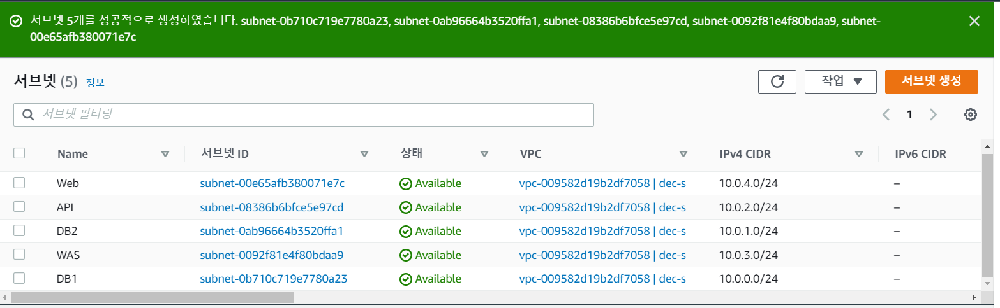 서브넷 5개를 성공적으로 생성하였습니다. subnet-0b710c719e7780a23, subnet-0ab96664b3520ffa1, subnet-08386b6bfce5e97cd, subnet-0092f81e4f80bdaa9, subnet-
00e65afb380071e7c
서브넷 (5) 정보 작업 서브넷 생성
서브넷 필터링 1
Name 서브넷 ID 상태 VPC IPv4 CIDR IPv6 CIDR
Web subnet-00e65afb380071e7c Available vpc-009582d19b2df7058 | dec-s 10.0.4.0/24 –
API subnet-08386b6bfce5e97cd Available vpc-009582d19b2df7058 | dec-s 10.0.2.0/24 –
DB2 subnet-0ab96664b3520ffa1 Available vpc-009582d19b2df7058 | dec-s 10.0.1.0/24 –
WAS subnet-0092f81e4f80bdaa9 Available vpc-009582d19b2df7058 | dec-s 10.0.3.0/24 –
DB1 subnet-0b710c719e7780a23 Available vpc-009582d19b2df7058 | dec-s 10.0.0.0/24 –